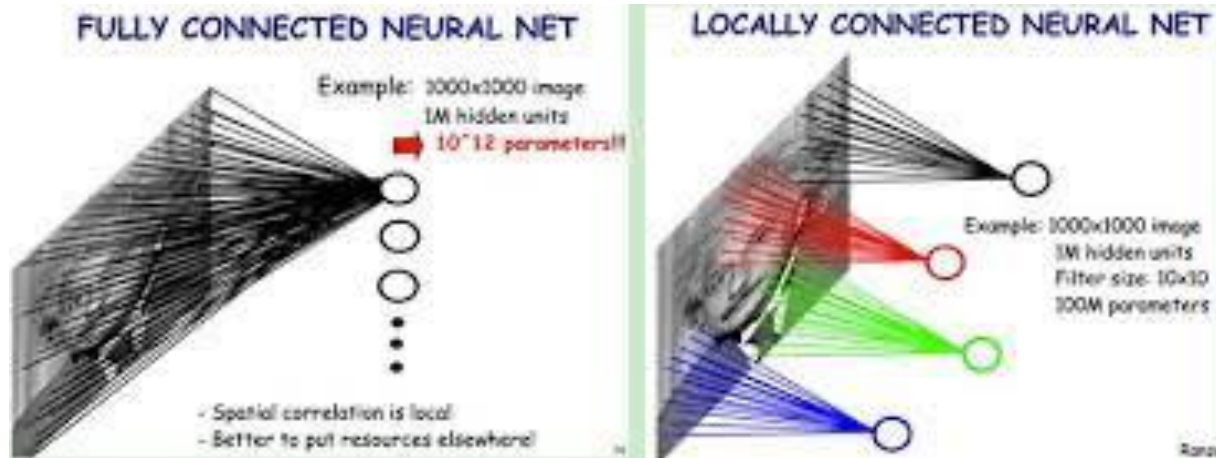 FULLY CONNECTED NEURAL NET
Example: 1000x1000 image
1M hidden units
10^12 parameters!!
- Spatial correlation is local
- Better to put resources elsewhere!
LOCALLY CONNECTED NEURAL NET
Example: 1000x1000 image
1M hidden units
Filter size: 10x10
100M parameters
Ranz